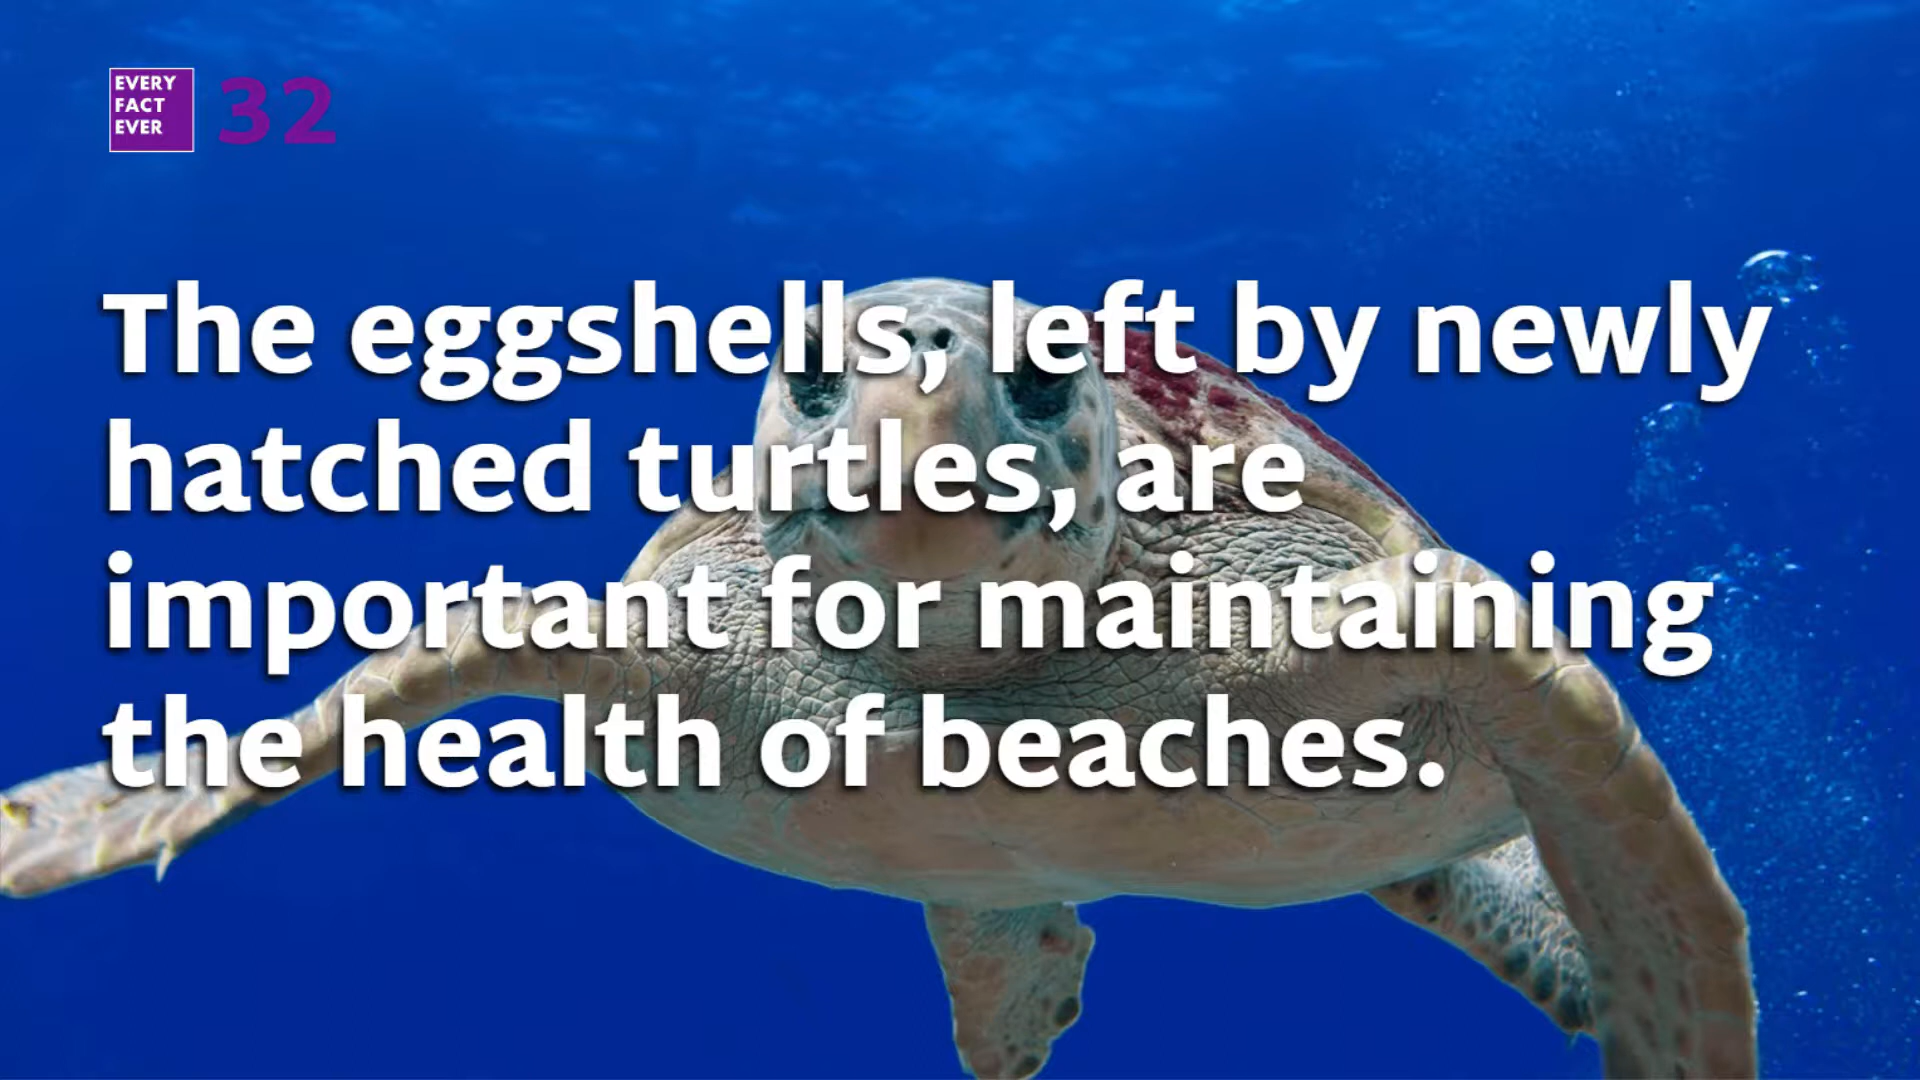 EVERY
FACT
EVER
32
The eggshells, left by newly
hatched turtles, are
important for maintaining
the health of beaches.